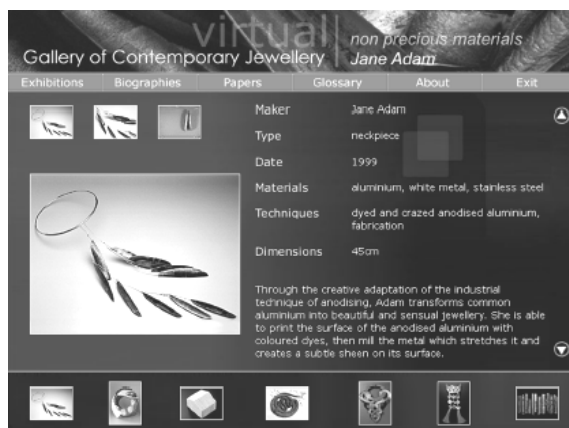 virtual
non precious materials
Gallery of Contemporary Jewellery
Jane Adam
Exhibitions Biographies Papers Glossary About Exit
Maker Jane Adam
Type neckpiece
Date 1999
Materials aluminium, white metal, stainless steel
Techniques dyed and crazed anodised aluminium,
fabrication
Dimensions 45cm
Through the creative adaptation of the industrial
technique of anodising, Adam transforms common
aluminium into beautiful and sensual jewellery. She is able
to print the surface of the anodised aluminium with
coloured dyes, then mill the metal which stretches it and
creates a subtle sheen on its surface.